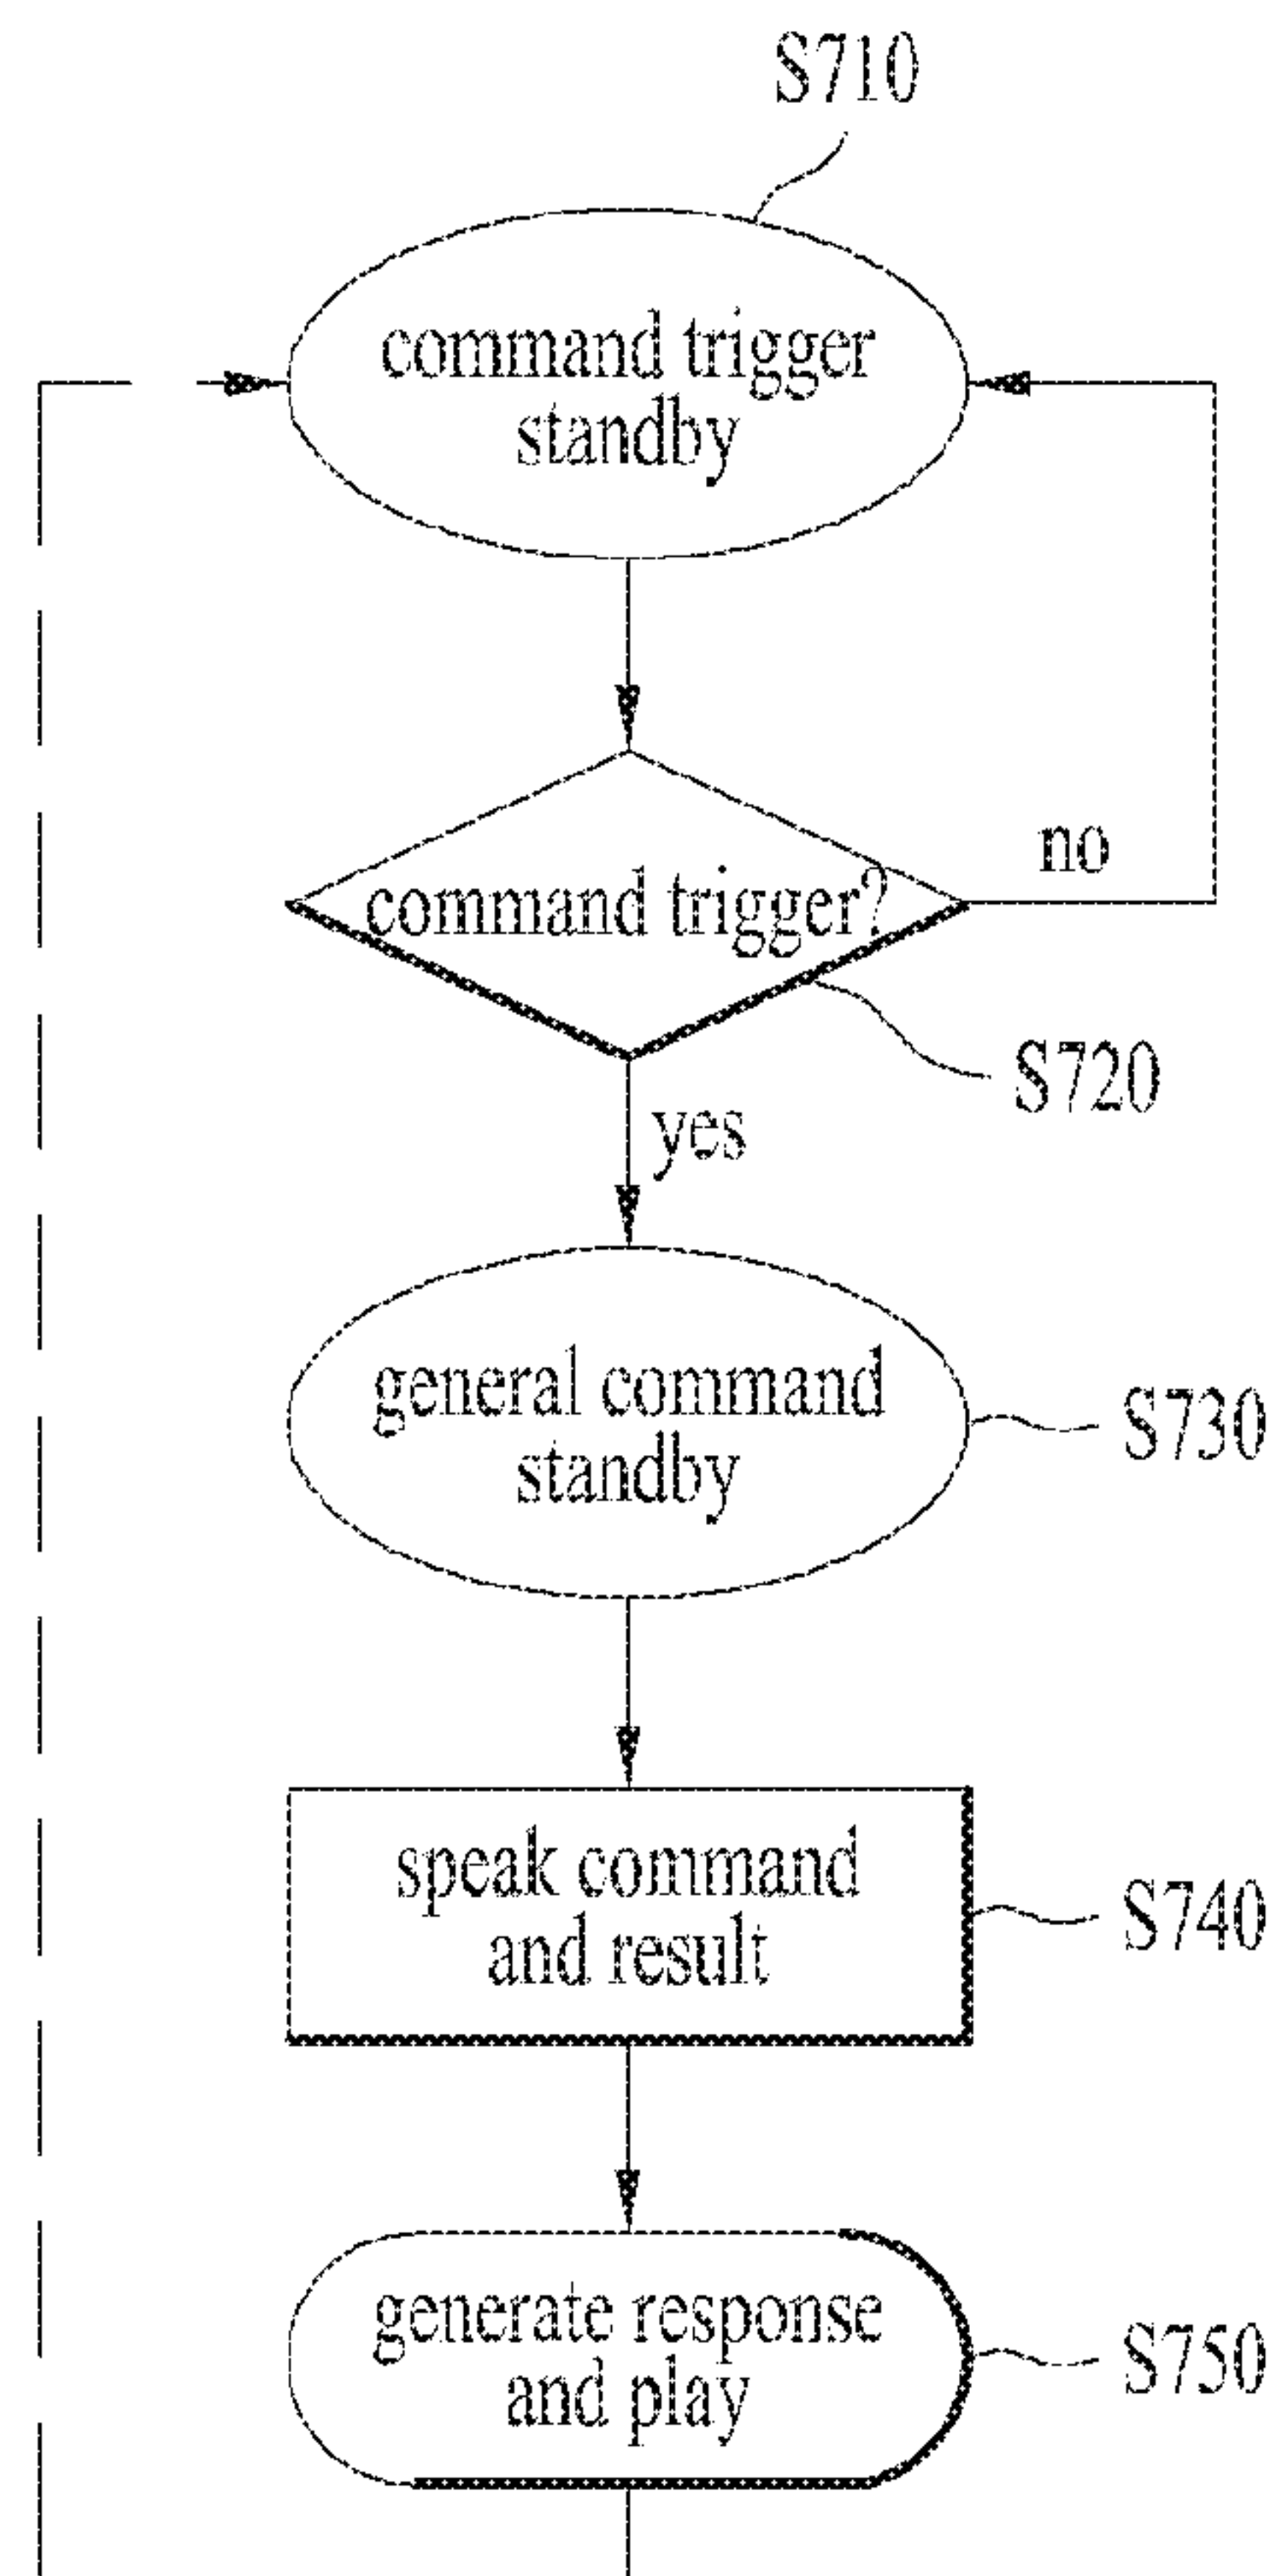 S710
command trigger
standby
command trigger?
no
S720
yes
general command
standby
S730
speak command
and result
S740
generate response
and play
S750